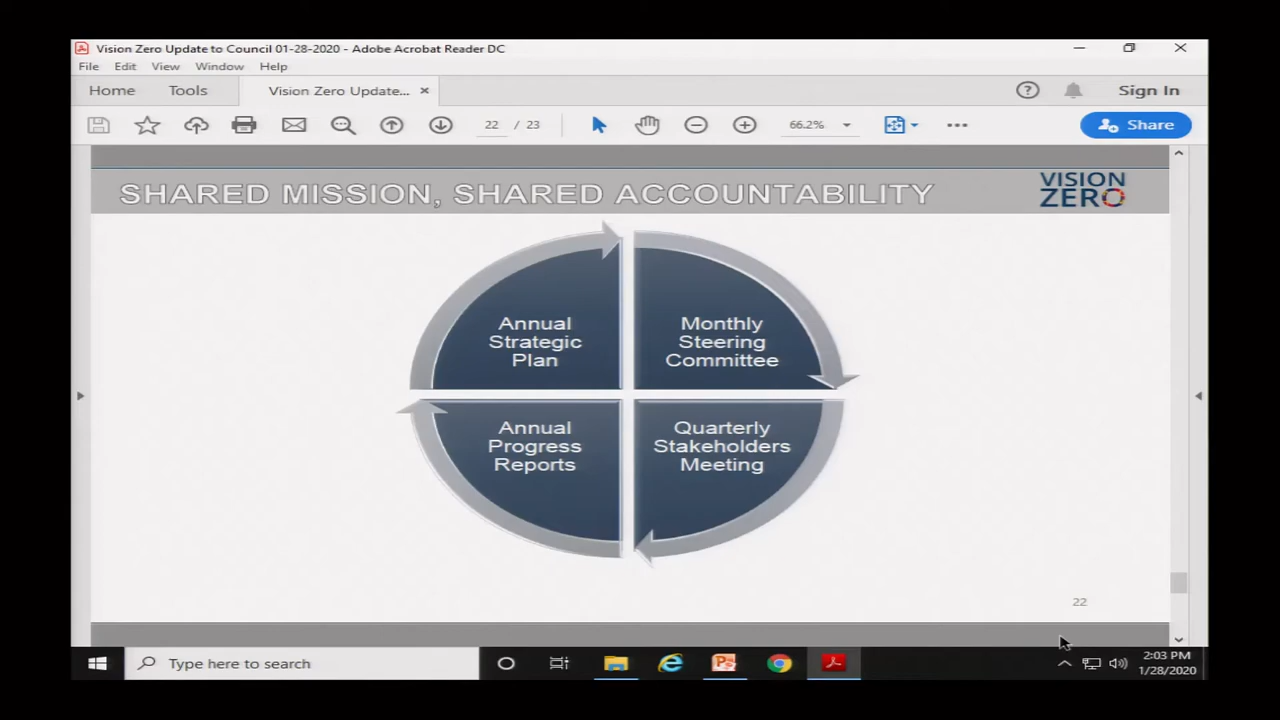 Vision Zero Update to Council 01-28-2020 - Adobe Acrobat Reader DC
File Edit View Window Help
Home Tools Vision Zero Update... × Sign In
22 / 23 66.2% Share
SHARED MISSION, SHARED ACCOUNTABILITY
VISION
ZERO
Annual
Strategic
Plan
Monthly
Steering
Committee
Annual
Progress
Reports
Quarterly
Stakeholders
Meeting
22
Type here to search
2:03 PM
1/28/2020